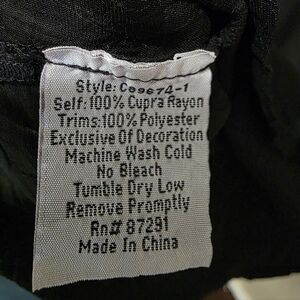 Style: C09674-1
Self:100% Cupra Rayon
Trims:100% Polyester
Exclusive Of Decoration
Machine Wash Cold
No Bleach
Tumble Dry Low
Remove Promptly
Rn# 87291
Made In China